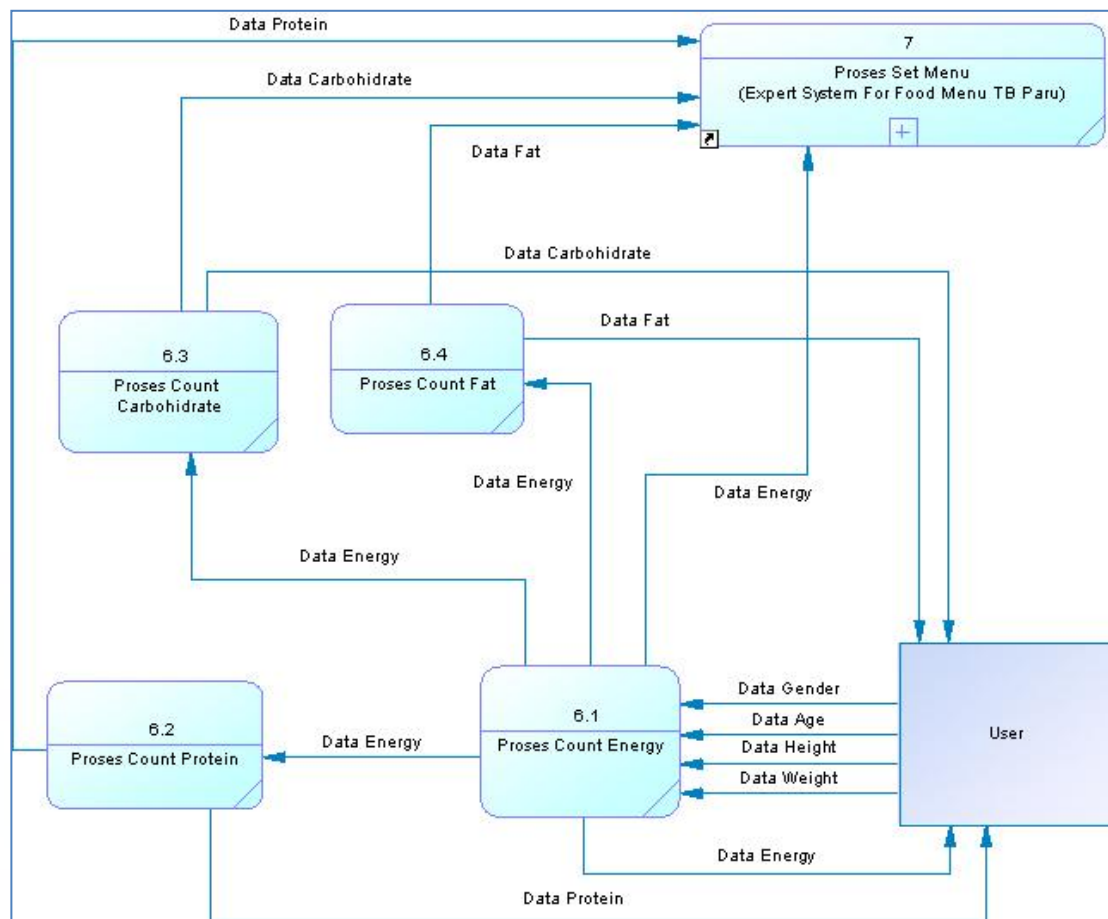 Data Protein
7
Proses Set Menu
(Expert System For Food Menu TB Paru)
Data Carbohidrate
Data Fat
Data Carbohidrate
Data Fat
6.3
Proses Count
Carbohidrate
6.4
Proses Count Fat
Data Energy
Data Energy
Data Energy
6.2
Proses Count Protein
Data Energy
6.1
Proses Count Energy
Data Gender
Data Age
Data Height
Data Weight
User
Data Energy
Data Protein